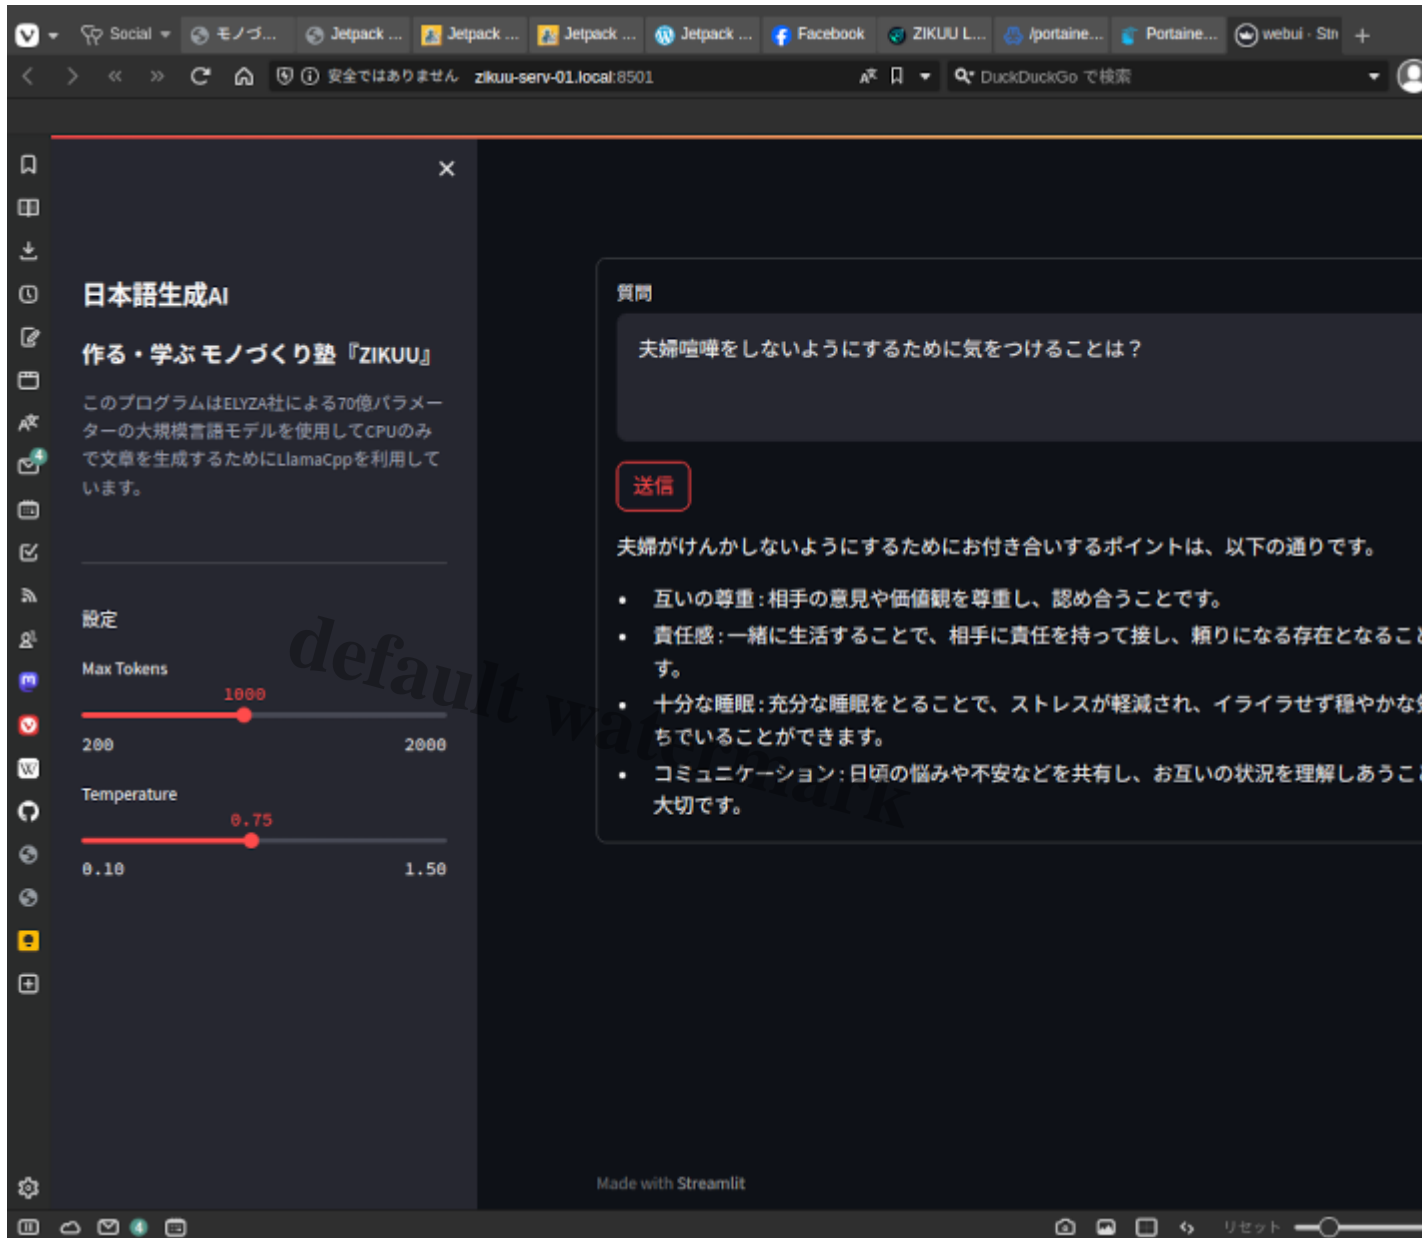 Social
モノづ...
Jetpack ...
Jetpack ...
Jetpack ...
Jetpack ...
Facebook
ZIKUU L...
/portaine...
Portaine...
webui · Str
安全ではありません zikuu-serv-01.local:8501
DuckDuckGo で検索
4
日本語生成AI
作る・学ぶ モノづくり塾『ZIKUU』
このプログラムはELYZA社による70億パラメー
ターの大規模言語モデルを使用してCPUのみ
で文章を生成するためにLlamaCppを利用して
います。
設定
Max Tokens
1000
200 2000
Temperature
0.75
0.10 1.50
質問
夫婦喧嘩をしないようにするために気をつけることは？
送信
夫婦がけんかしないようにするためにお付き合いするポイントは、以下の通りです。
• 互いの尊重:相手の意見や価値観を尊重し、認め合うことです。
• 責任感:一緒に生活することで、相手に責任を持って接し、頼りになる存在となること
す。
• 十分な睡眠:充分な睡眠をとることで、ストレスが軽減され、イライラせず穏やかな
ちでいることができます。
• コミュニケーション:日頃の悩みや不安などを共有し、お互いの状況を理解しあうこ
大切です。
default watermark
Made with Streamlit
4
リセット